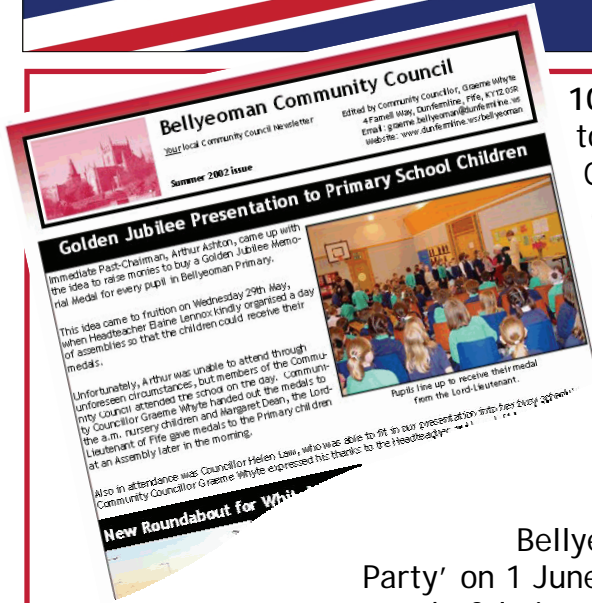 Bellyeoman Community Council
Your local Community Council Newsletter
Edited by Community Councillor, Graeme Whyte
4 Farnell Way, Dunfermline, Fife, KY12 0SR
Email: graeme.bellyeoman@dunfermline.ws
Website: www.dunfermline.ws/bellyeoman
Summer 2002 issue
Golden Jubilee Presentation to Primary School Children
Immediate Past-Chairman, Arthur Ashton, came up with
the idea to raise monies to buy a Golden Jubilee Memo-
rial Medal for every pupil in Bellyeoman Primary.
This idea came to fruition on Wednesday 29th May,
when Headteacher Elaine Lennox kindly organised a day
of assemblies so that the children could receive their
medals.
Unfortunately, Arthur was unable to attend through
unforeseen circumstances, but members of the Commu-
nity Council attended the school on the day. Communi-
ty Councillor Graeme Whyte handed out the medals to
the a.m. nursery children and Margaret Dean, the Lord-
Lieutenant of Fife gave medals to the Primary children
at an Assembly later in the morning.
Pupils line up to receive their medal
from the Lord-Lieutenant.
Also in attendance was Councillor Helen Law, who was able to fit in our presentation into her busy
Community Councillor Graeme Whyte expressed his thanks to the Headteacher
New Roundabout for
10
to
Bellye
Party' on 1 June